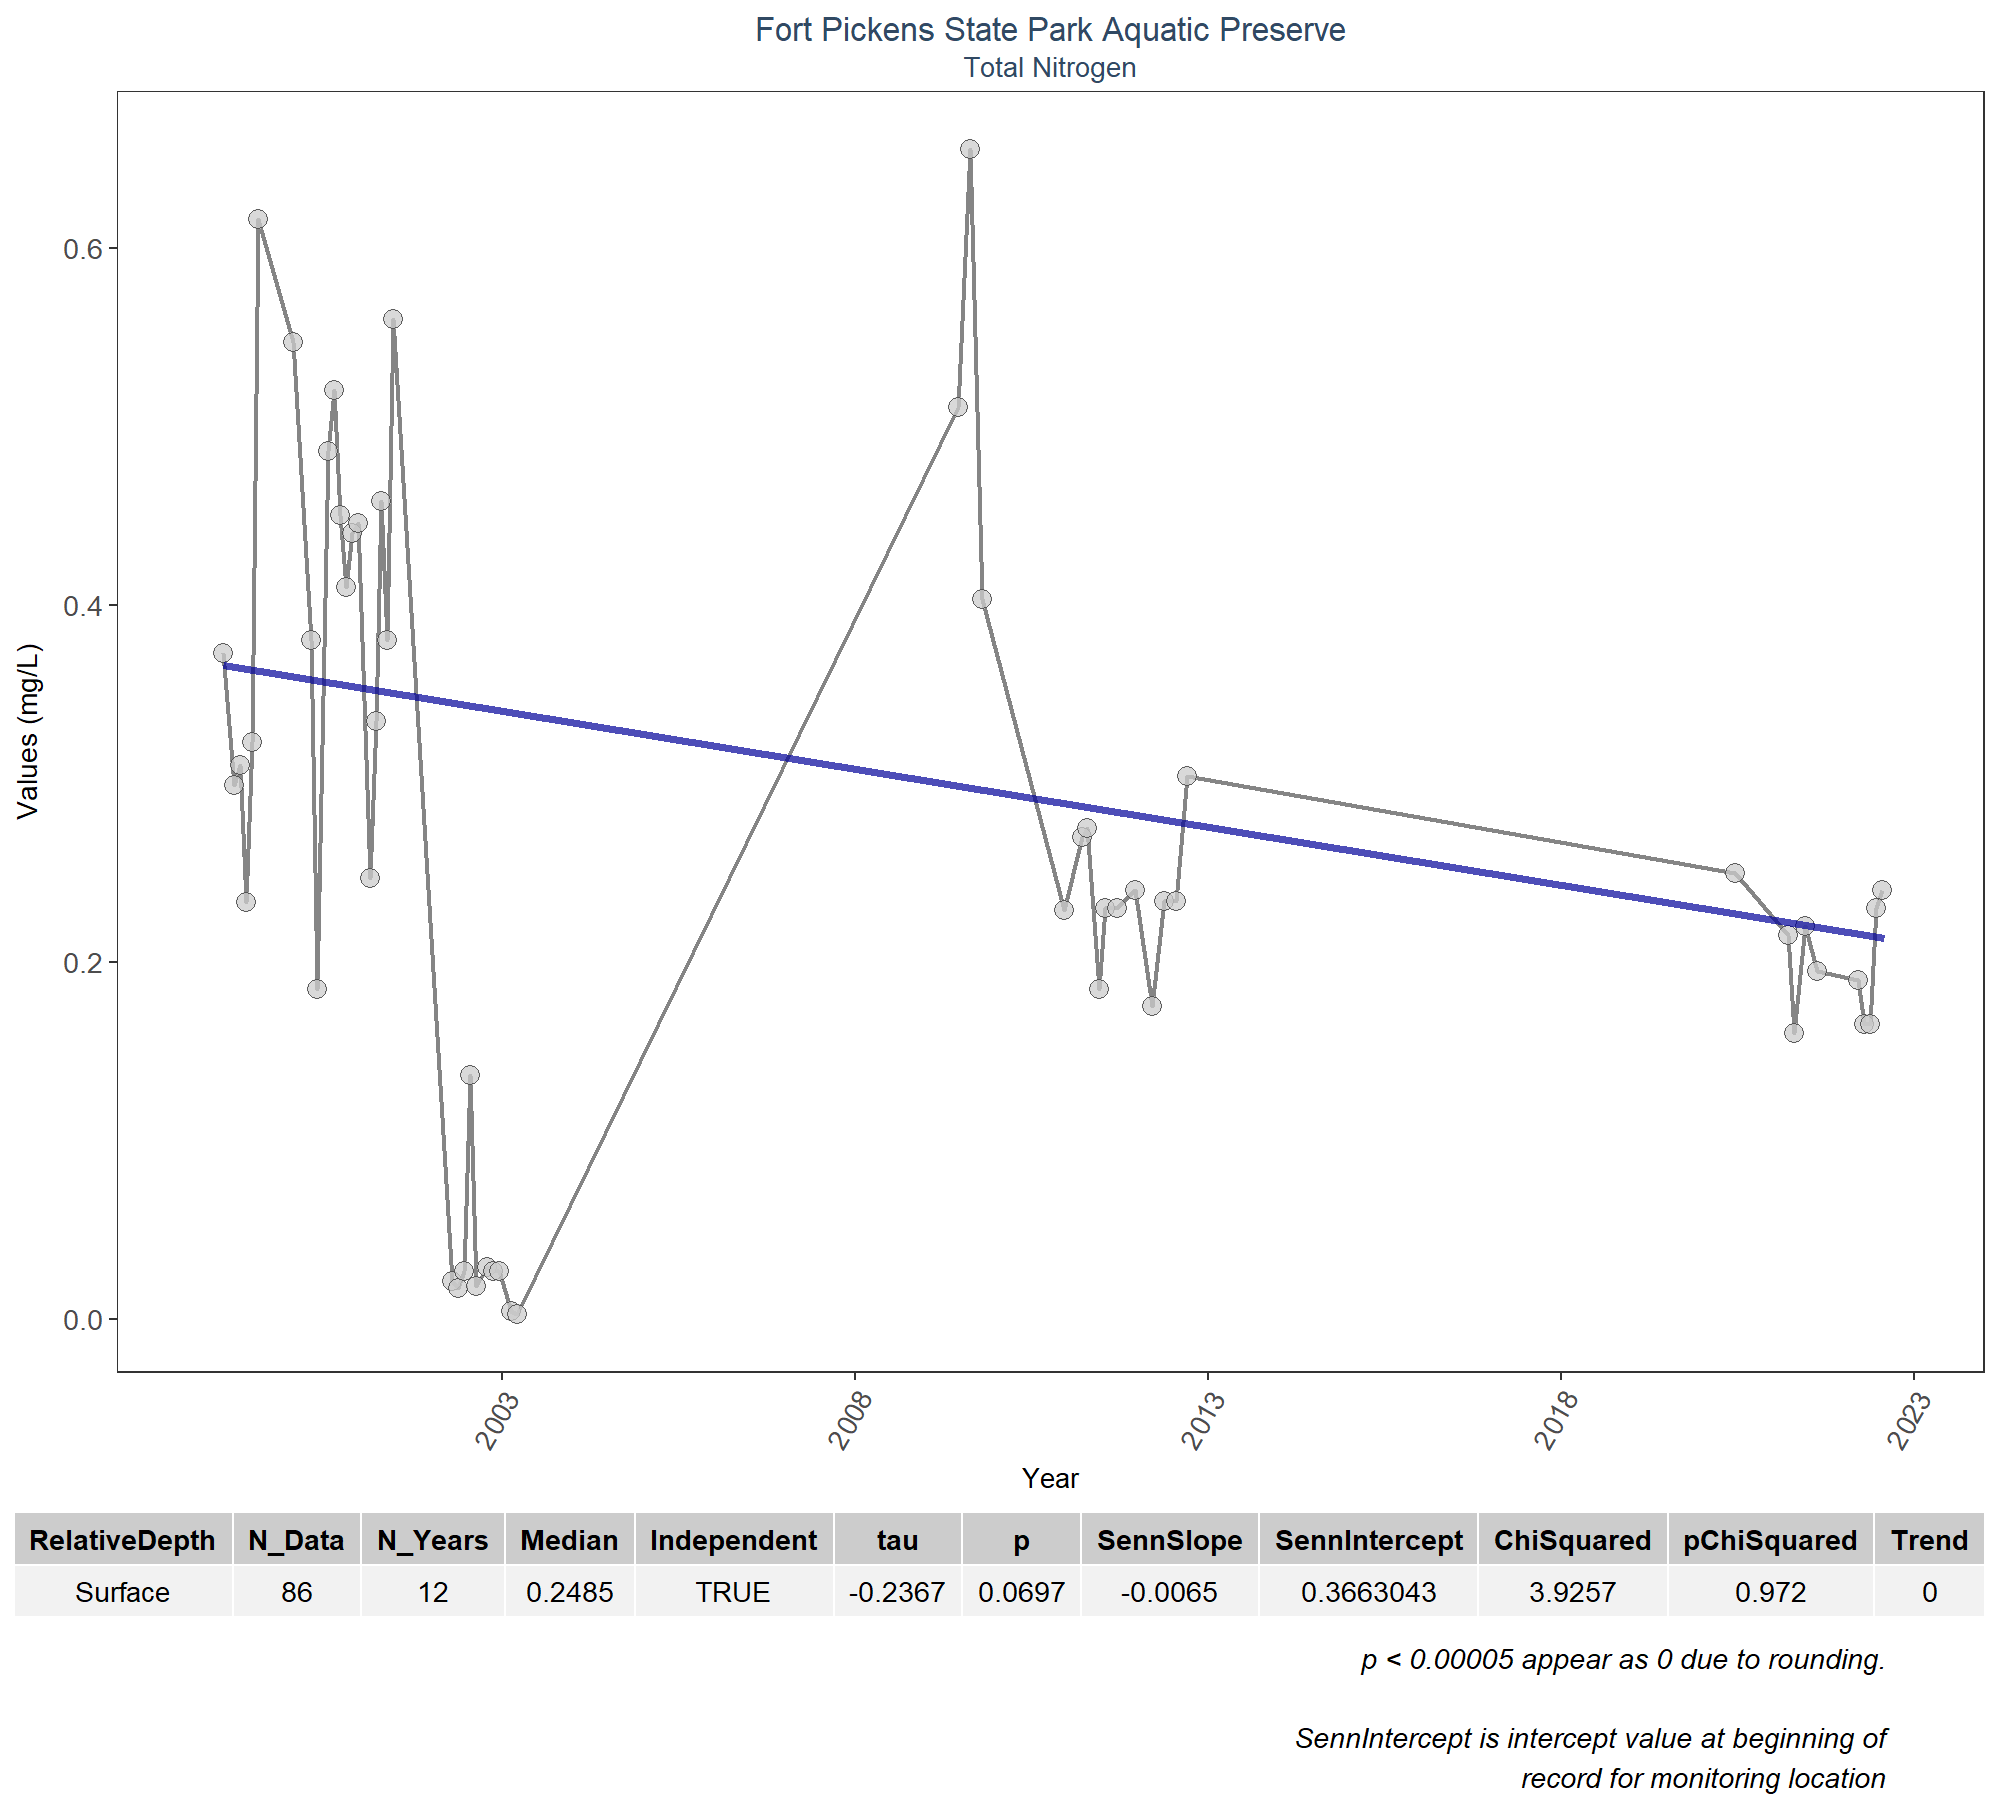 Fort Pickens State Park Aquatic Preserve
Total Nitrogen
Values (mg/L)
0.6
0.4
0.2
0.0
2003 2008 2013 2018 2023
Year
RelativeDepth N_Data N_Years Median Independent tau p SennSlope SennIntercept ChiSquared pChiSquared Trend
Surface 86 12 0.2485 TRUE -0.2367 0.0697 -0.0065 0.3663043 3.9257 0.972 0
p < 0.00005 appear as 0 due to rounding.
SennIntercept is intercept value at beginning of
record for monitoring location